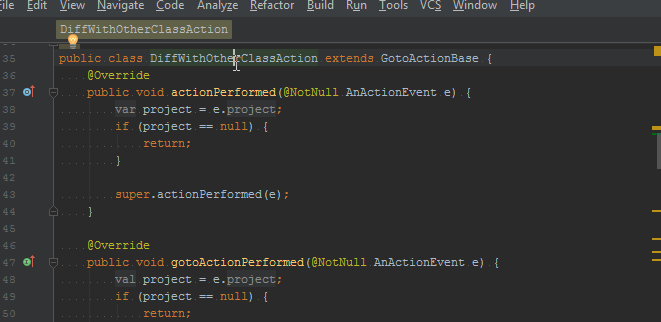 File Edit View Navigate Code Analyze Refactor Build Run Tools VCS Window Help
DiffWithOtherClassAction
35 public class DiffWithOtherClassAction extends GotoActionBase {
36 @Override
37 public void actionPerformed(@NotNull AnActionEvent e) {
38 var project = e.project;
39 if (project == null) {
40 return;
41 }
42
43 super.actionPerformed(e);
44 }
45
46 @Override
47 public void gotoActionPerformed(@NotNull AnActionEvent e) {
48 val project = e.project;
49 if (project == null) {
50 return;